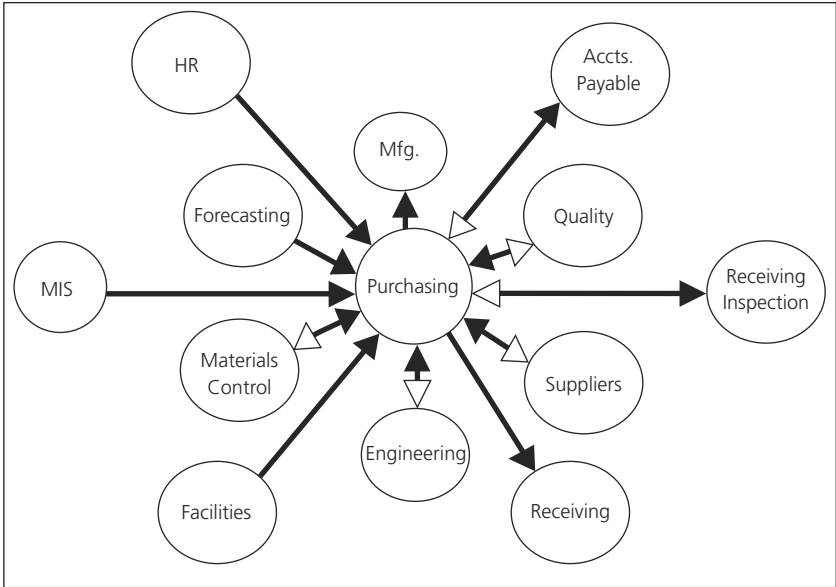 HR
Accts.
Payable
Mfg.
Forecasting
Quality
MIS
Purchasing
Receiving
Inspection
Materials
Control
Suppliers
Engineering
Facilities
Receiving